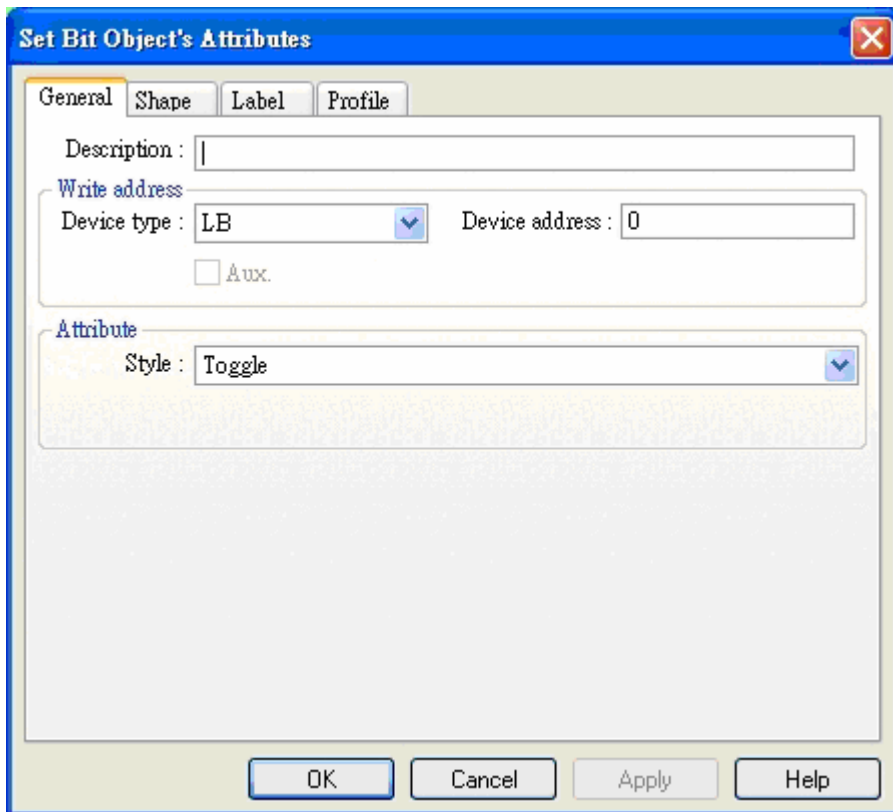 Set Bit Object's Attributes
General Shape Label Profile
Description :
Write address
Device type : LB Device address : 0
Aux.
Attribute
Style : Toggle
OK Cancel Apply Help